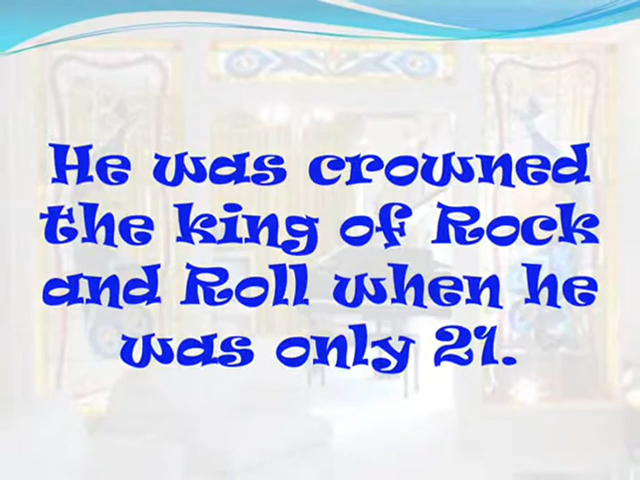 He was crowned
the king of Rock
and Roll when he
was only 21.